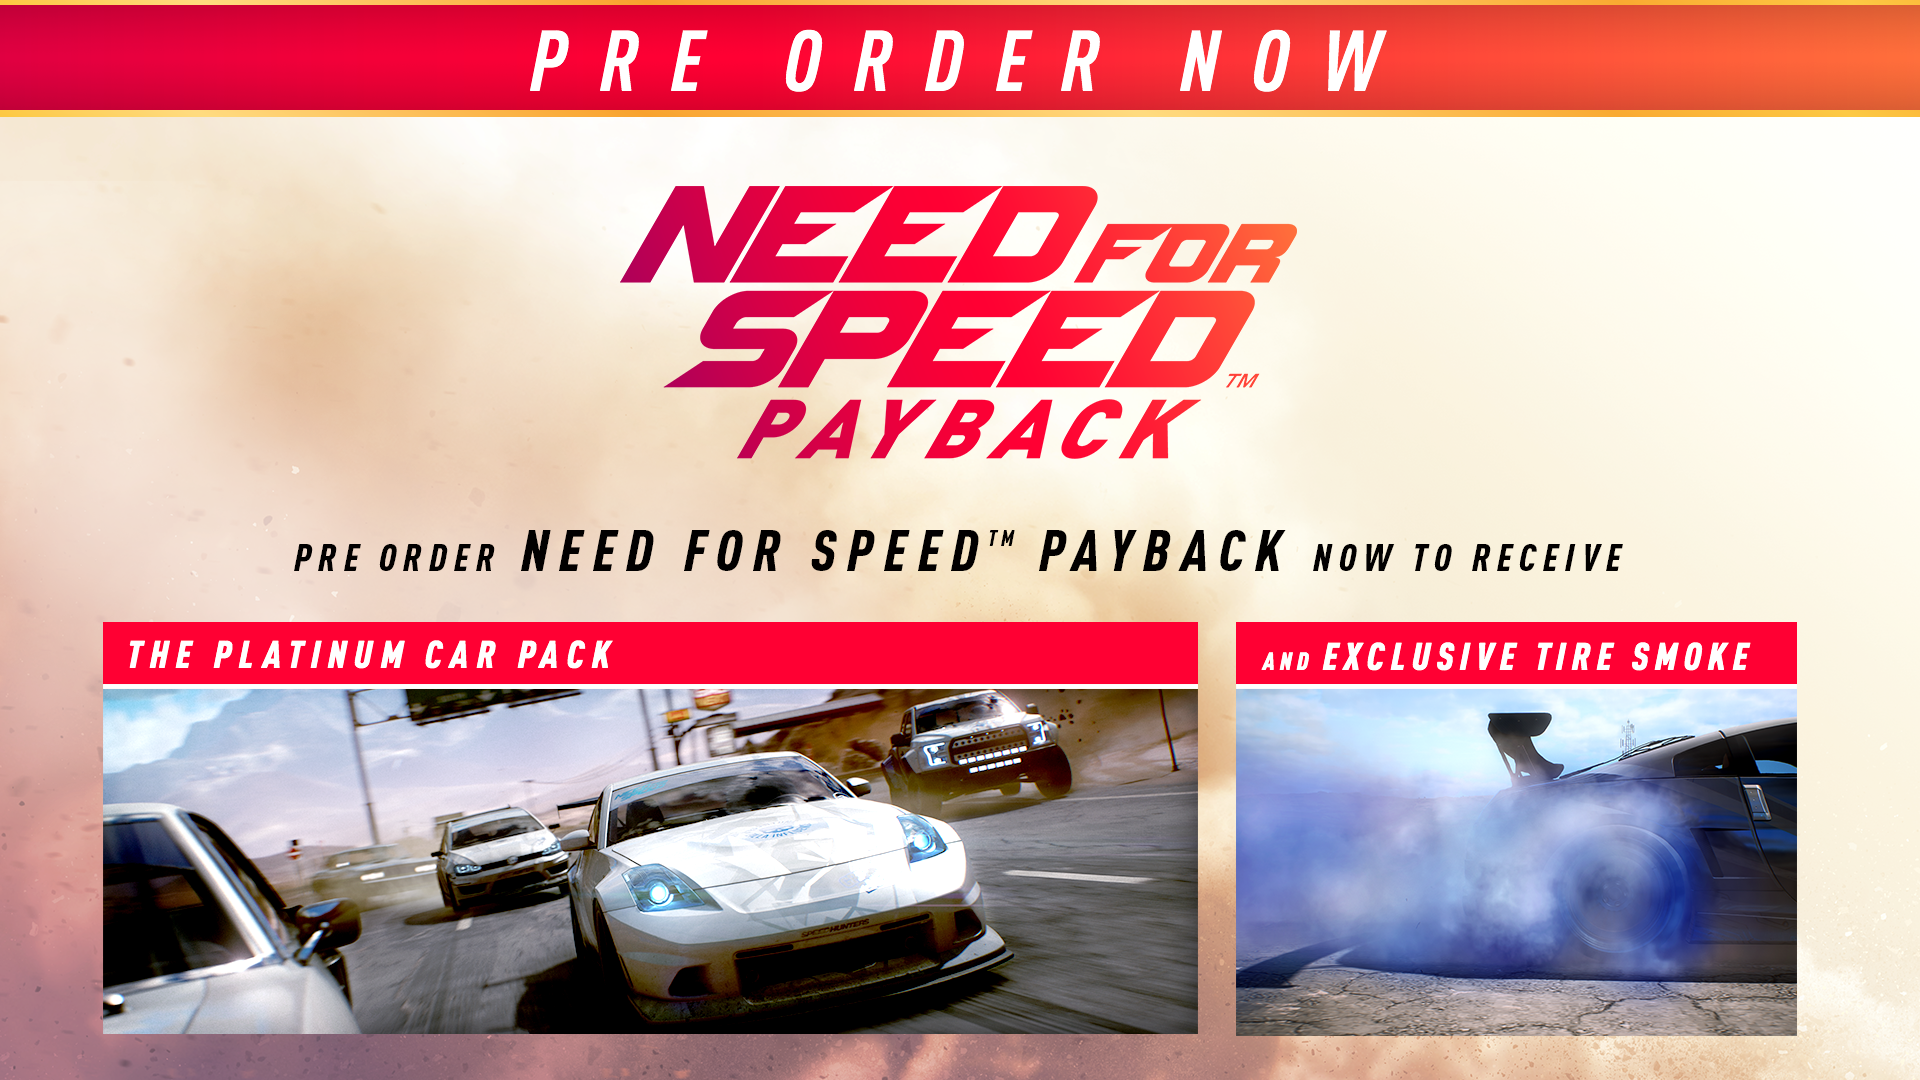 PRE ORDER NOW
NEED FOR
SPEED™
PAYBACK
PRE ORDER NEED FOR SPEED™ PAYBACK NOW TO RECEIVE
THE PLATINUM CAR PACK
AND EXCLUSIVE TIRE SMOKE
SPEEDHUNTERS